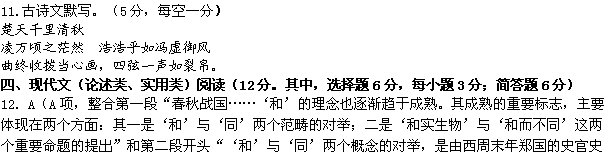 11.古诗文默写。（5分，每空一分）
楚天千里清秋
凌万顷之茫然　浩浩乎如冯虚御风
曲终收拨当心画，四弦一声如裂帛。
四、现代文（论述类、实用类）阅读（12分。其中，选择题6分，每小题3分；简答题6分）
12. A（A项，整合第一段“春秋战国……‘和’的理念也逐渐趋于成熟。其成熟的重要标志，主要
体现在两个方面：其一是‘和’与‘同’两个范畴的对举；二是‘和实生物’与‘和而不同’这两
个重要命题的提出”和第二段开头“‘和’与‘同’两个概念的对举，是由西周末年郑国的史官史